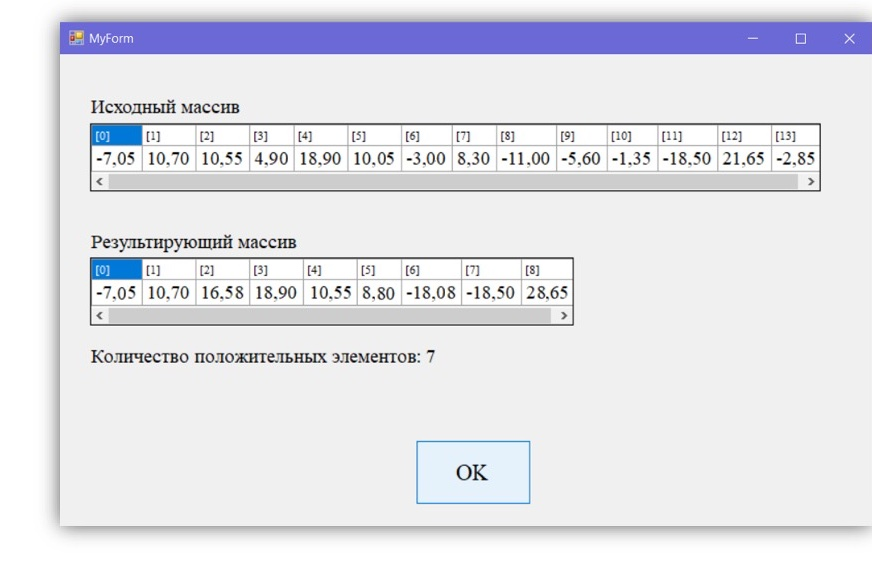 MyForm
Исходный массив
[0] [1] [2] [3] [4] [5] [6] [7] [8] [9] [10] [11] [12] [13]
-7,05 10,70 10,55 4,90 18,90 10,05 -3,00 8,30 -11,00 -5,60 -1,35 -18,50 21,65 -2,85
Результирующий массив
[0] [1] [2] [3] [4] [5] [6] [7] [8]
-7,05 10,70 16,58 18,90 10,55 8,80 -18,08 -18,50 28,65
Количество положительных элементов: 7
OK